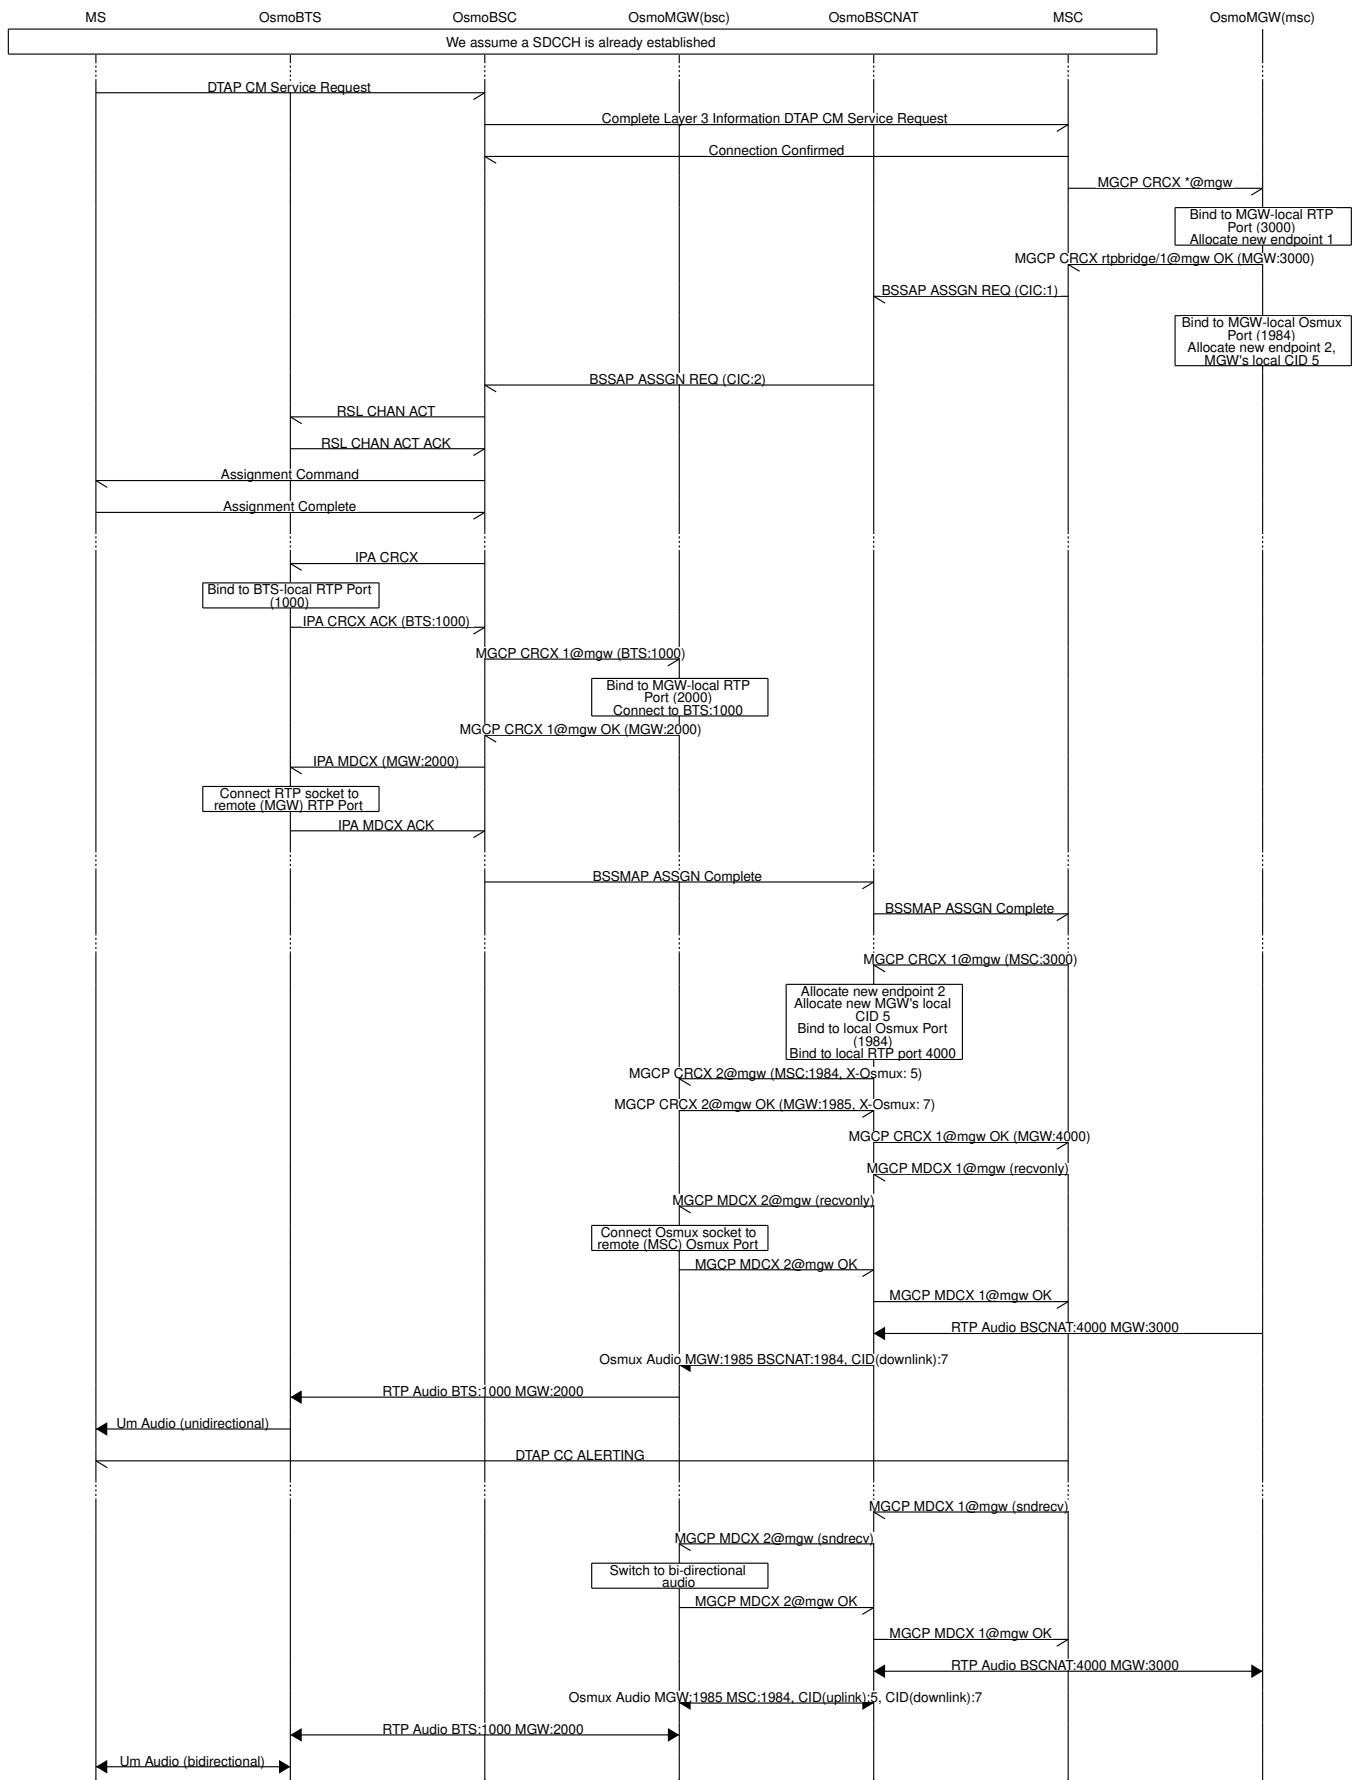 MS OsmoBTS OsmoBSC OsmoMGW(bsc) OsmoBSCNAT MSC OsmoMGW(msc)
We assume a SDCCH is already established
DTAP CM Service Request
Complete Layer 3 Information DTAP CM Service Request
Connection Confirmed
MGCP CRCX *@mgw
Bind to MGW-local RTP
Port (3000)
Allocate new endpoint 1
MGCP CRCX rtpbridge/1@mgw OK (MGW:3000)
BSSAP ASSGN REQ (CIC:1)
Bind to MGW-local Osmux
Port (1984)
Allocate new endpoint 2,
MGW's local CID 5
BSSAP ASSGN REQ (CIC:2)
RSL CHAN ACT
RSL CHAN ACT ACK
Assignment Command
Assignment Complete
IPA CRCX
Bind to BTS-local RTP Port
(1000)
IPA CRCX ACK (BTS:1000)
MGCP CRCX 1@mgw (BTS:1000)
Bind to MGW-local RTP
Port (2000)
Connect to BTS:1000
MGCP CRCX 1@mgw OK (MGW:2000)
IPA MDCX (MGW:2000)
Connect RTP socket to
remote (MGW) RTP Port
IPA MDCX ACK
BSSMAP ASSGN Complete
BSSMAP ASSGN Complete
MGCP CRCX 1@mgw (MSC:3000)
Allocate new endpoint 2
Allocate new MGW's local
CID 5
Bind to local Osmux Port
(1984)
Bind to local RTP port 4000
MGCP CRCX 2@mgw (MSC:1984, X-Osmux: 5)
MGCP CRCX 2@mgw OK (MGW:1985, X-Osmux: 7)
MGCP CRCX 1@mgw OK (MGW:4000)
MGCP MDCX 1@mgw (recvonly)
MGCP MDCX 2@mgw (recvonly)
Connect Osmux socket to
remote (MSC) Osmux Port
MGCP MDCX 2@mgw OK
MGCP MDCX 1@mgw OK
RTP Audio BSCNAT:4000 MGW:3000
Osmux Audio MGW:1985 BSCNAT:1984, CID(downlink):7
RTP Audio BTS:1000 MGW:2000
Um Audio (unidirectional)
DTAP CC ALERTING
MGCP MDCX 1@mgw (sndrecv)
MGCP MDCX 2@mgw (sndrecv)
Switch to bi-directional
audio
MGCP MDCX 2@mgw OK
MGCP MDCX 1@mgw OK
RTP Audio BSCNAT:4000 MGW:3000
Osmux Audio MGW:1985 MSC:1984, CID(uplink):5, CID(downlink):7
RTP Audio BTS:1000 MGW:2000
Um Audio (bidirectional)